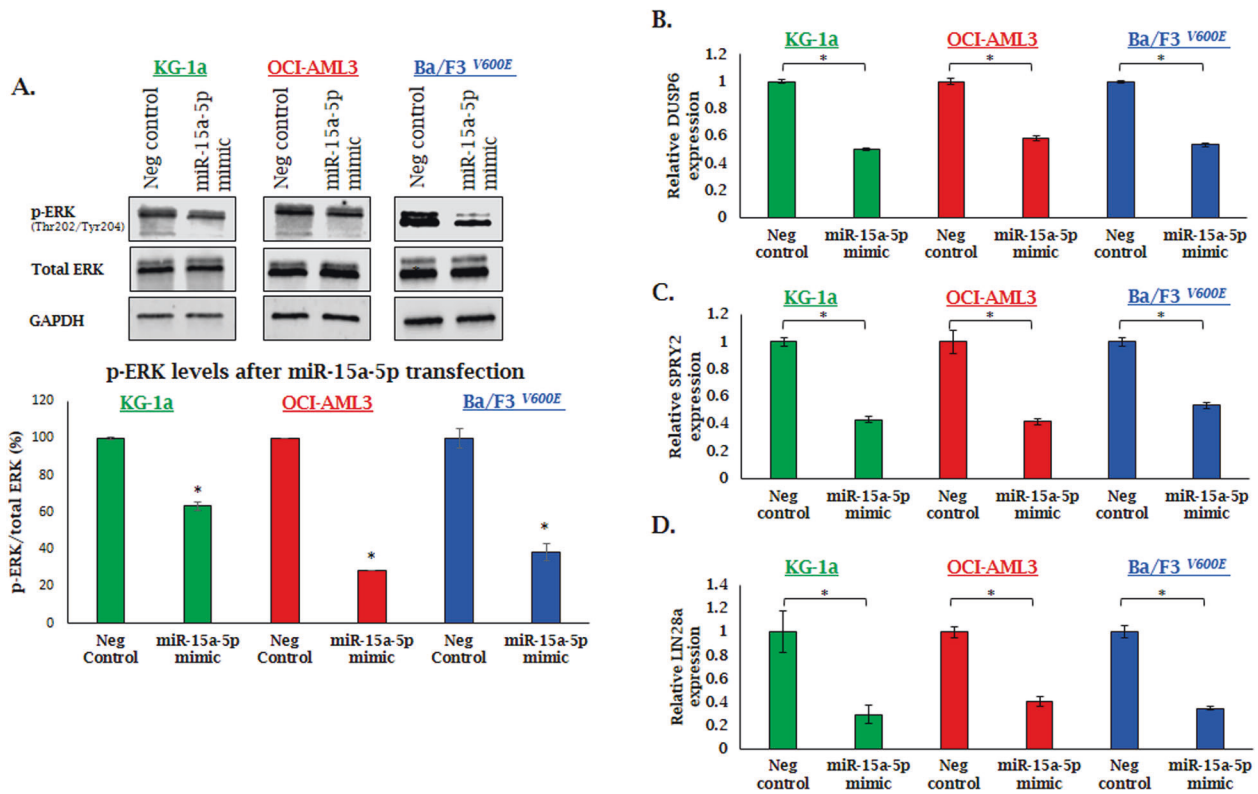 A.
KG-1a
OCI-AML3
Ba/F3 V600E
Neg control
miR-15a-5p
mimic
Neg control
miR-15a-5p
mimic
Neg control
miR-15a-5p
mimic
p-ERK
(Thr202/Tyr204)
Total ERK
GAPDH
p-ERK levels after miR-15a-5p transfection
KG-1a
OCI-AML3
Ba/F3 V600E
p-ERK/total ERK (%)
120
100
80
60
40
20
0
*
*
*
Neg
Control
miR-15a-5p
mimic
Neg
Control
miR-15a-5p
mimic
Neg
Control
miR-15a-5p
mimic
B.
KG-1a
OCI-AML3
Ba/F3 V600E
Relative DUSP6
expression
1.2
1
0.8
0.6
0.4
0.2
0
*
*
*
Neg
control
miR-15a-5p
mimic
Neg
control
miR-15a-5p
mimic
Neg
control
miR-15a-5p
mimic
C.
KG-1a
OCI-AML3
Ba/F3 V600E
Relative SPRY2
expression
1.2
1
0.8
0.6
0.4
0.2
0
*
*
*
Neg
control
miR-15a-5p
mimic
Neg
control
miR-15a-5p
mimic
Neg
control
miR-15a-5p
mimic
D.
KG-1a
OCI-AML3
Ba/F3 V600E
Relative LIN28a
expression
1.4
1.2
1
0.8
0.6
0.4
0.2
0
*
*
*
Neg
control
miR-15a-5p
mimic
Neg
control
miR-15a-5p
mimic
Neg
control
miR-15a-5p
mimic